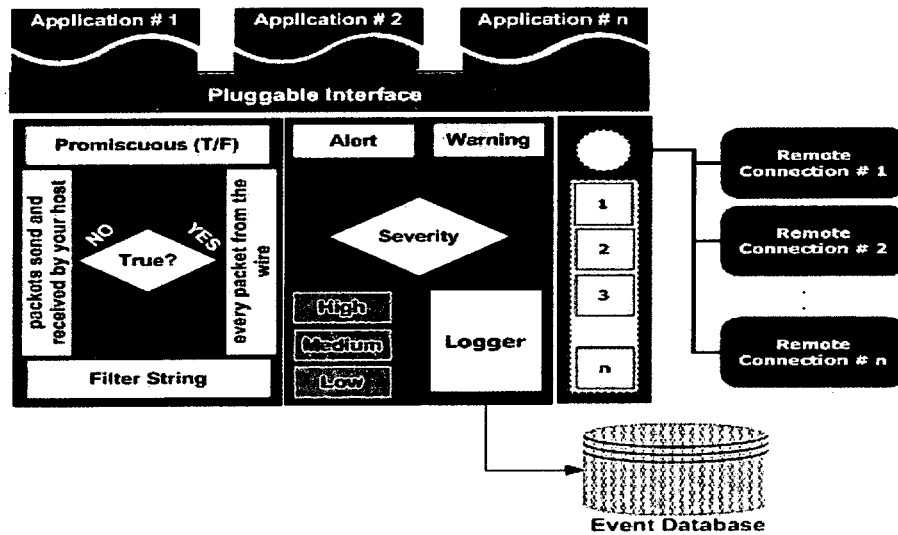 Application # 1
Application # 2
Application # n
Pluggable Interface
Promiscuous (T/F)
packets send and
received by your host
NO
YES
True?
every packet from the
wire
Filter String
Alert
Warning
Severity
High
Medium
Low
Logger
1
2
3
n
Remote
Connection # 1
Remote
Connection # 2
Remote
Connection # n
Event Database